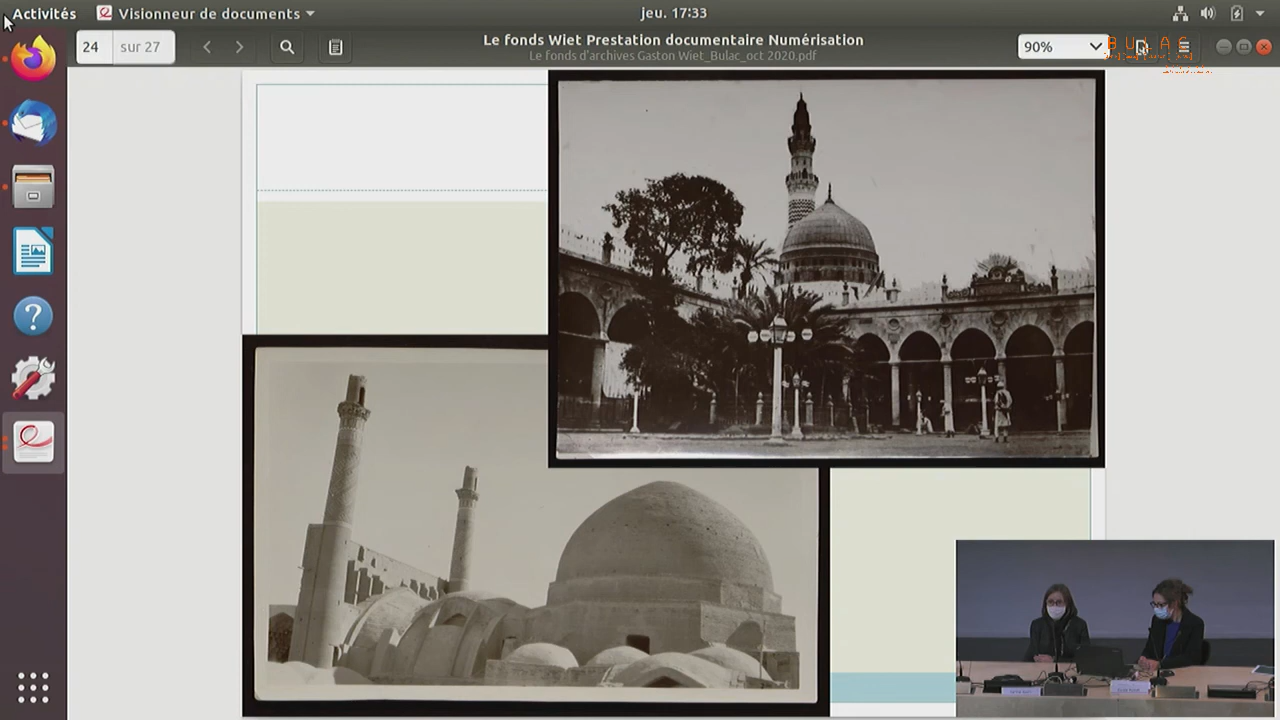 Activités
Visionneur de documents
jeu. 17:33
24
sur 27
Le fonds Wiet Prestation documentaire Numérisation
Le fonds d'archives Gaston Wiet_Bulac_oct 2020.pdf
90%
BULAC